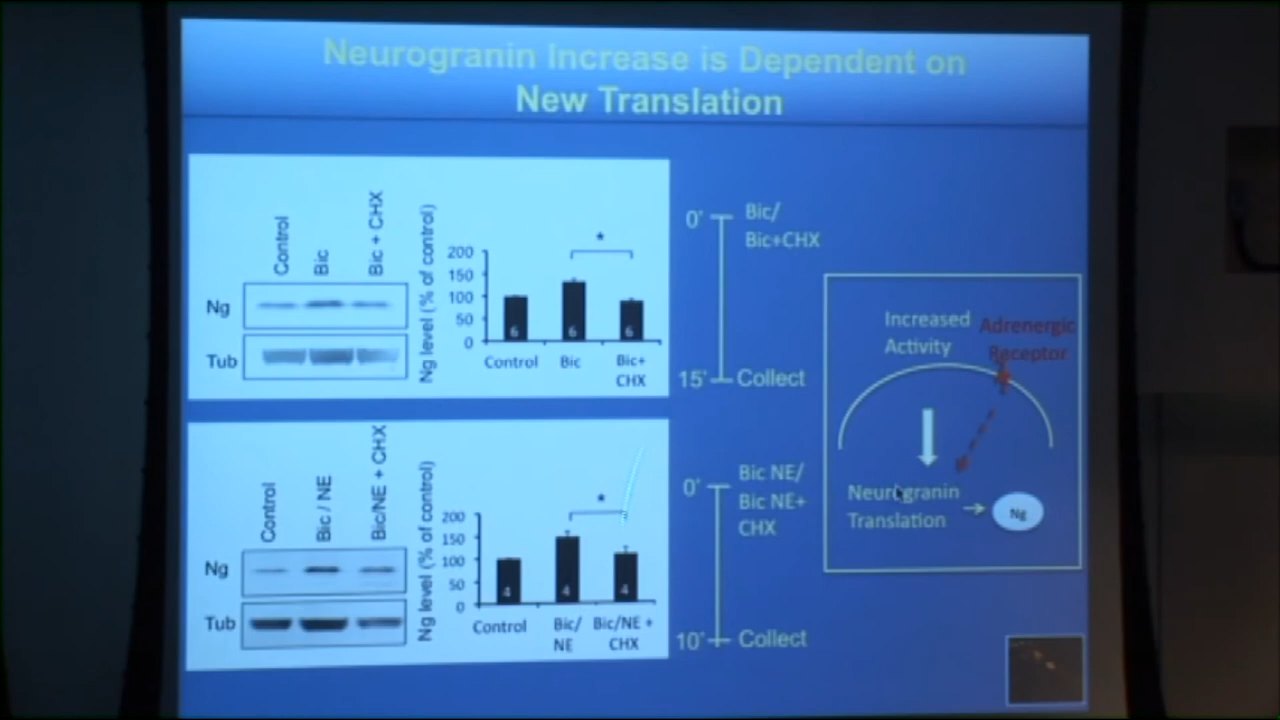 Neurogranin Increase is Dependent on
New Translation
Control
Bic
Bic + CHX
Ng
Tub
Ng level (% of control)
200
150
100
50
0
*
6
6
6
Control
Bic
Bic+
CHX
0'
Bic/
Bic+CHX
15'
Collect
Control
Bic / NE
Bic/NE + CHX
Ng
Tub
Ng level (% of control)
200
150
100
50
0
*
4
4
4
Control
Bic/
NE
Bic/NE +
CHX
0'
Bic NE/
Bic NE+
CHX
10'
Collect
Increased
Activity
Adrenergic
Receptor
Neurogranin
Translation
Ng